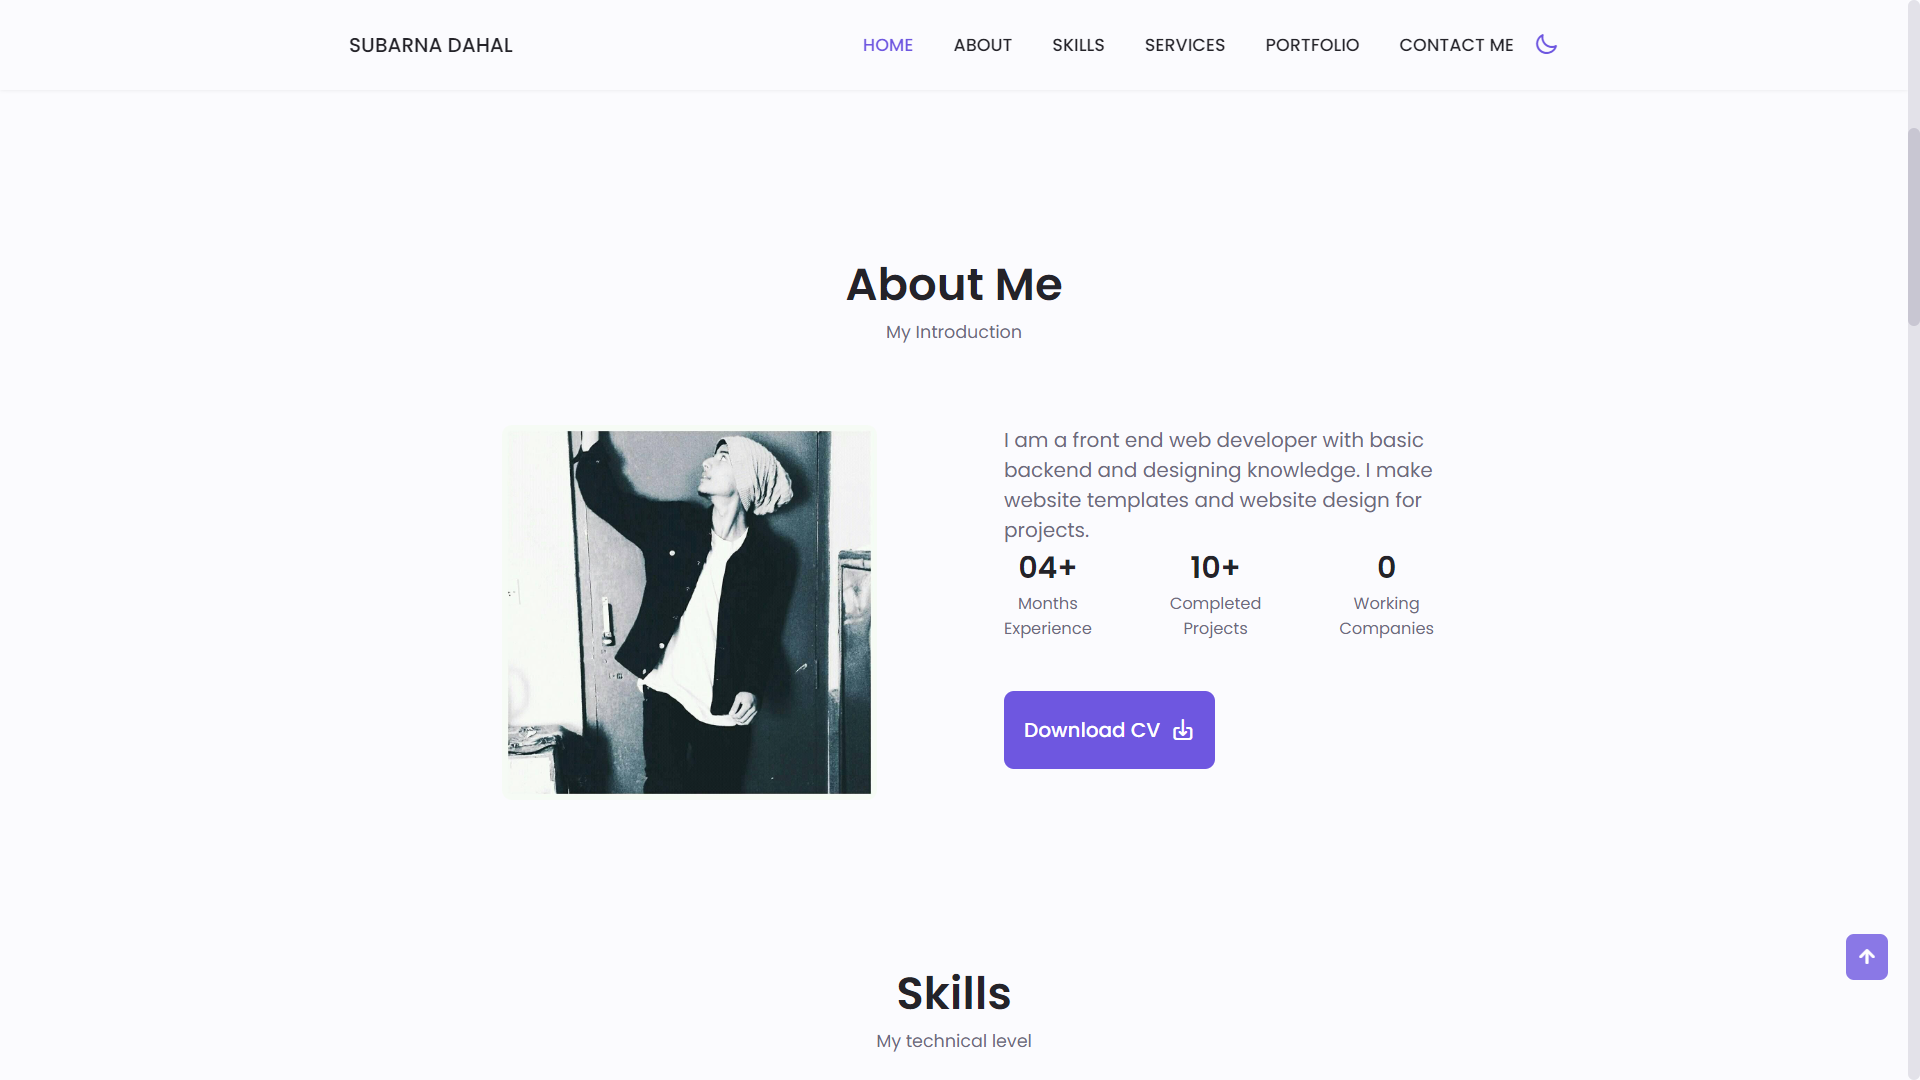 SUBARNA DAHAL
HOME ABOUT SKILLS SERVICES PORTFOLIO CONTACT ME
About Me
My Introduction
I am a front end web developer with basic
backend and designing knowledge. I make
website templates and website design for
projects.
04+
Months
Experience
10+
Completed
Projects
0
Working
Companies
Download CV
Skills
My technical level